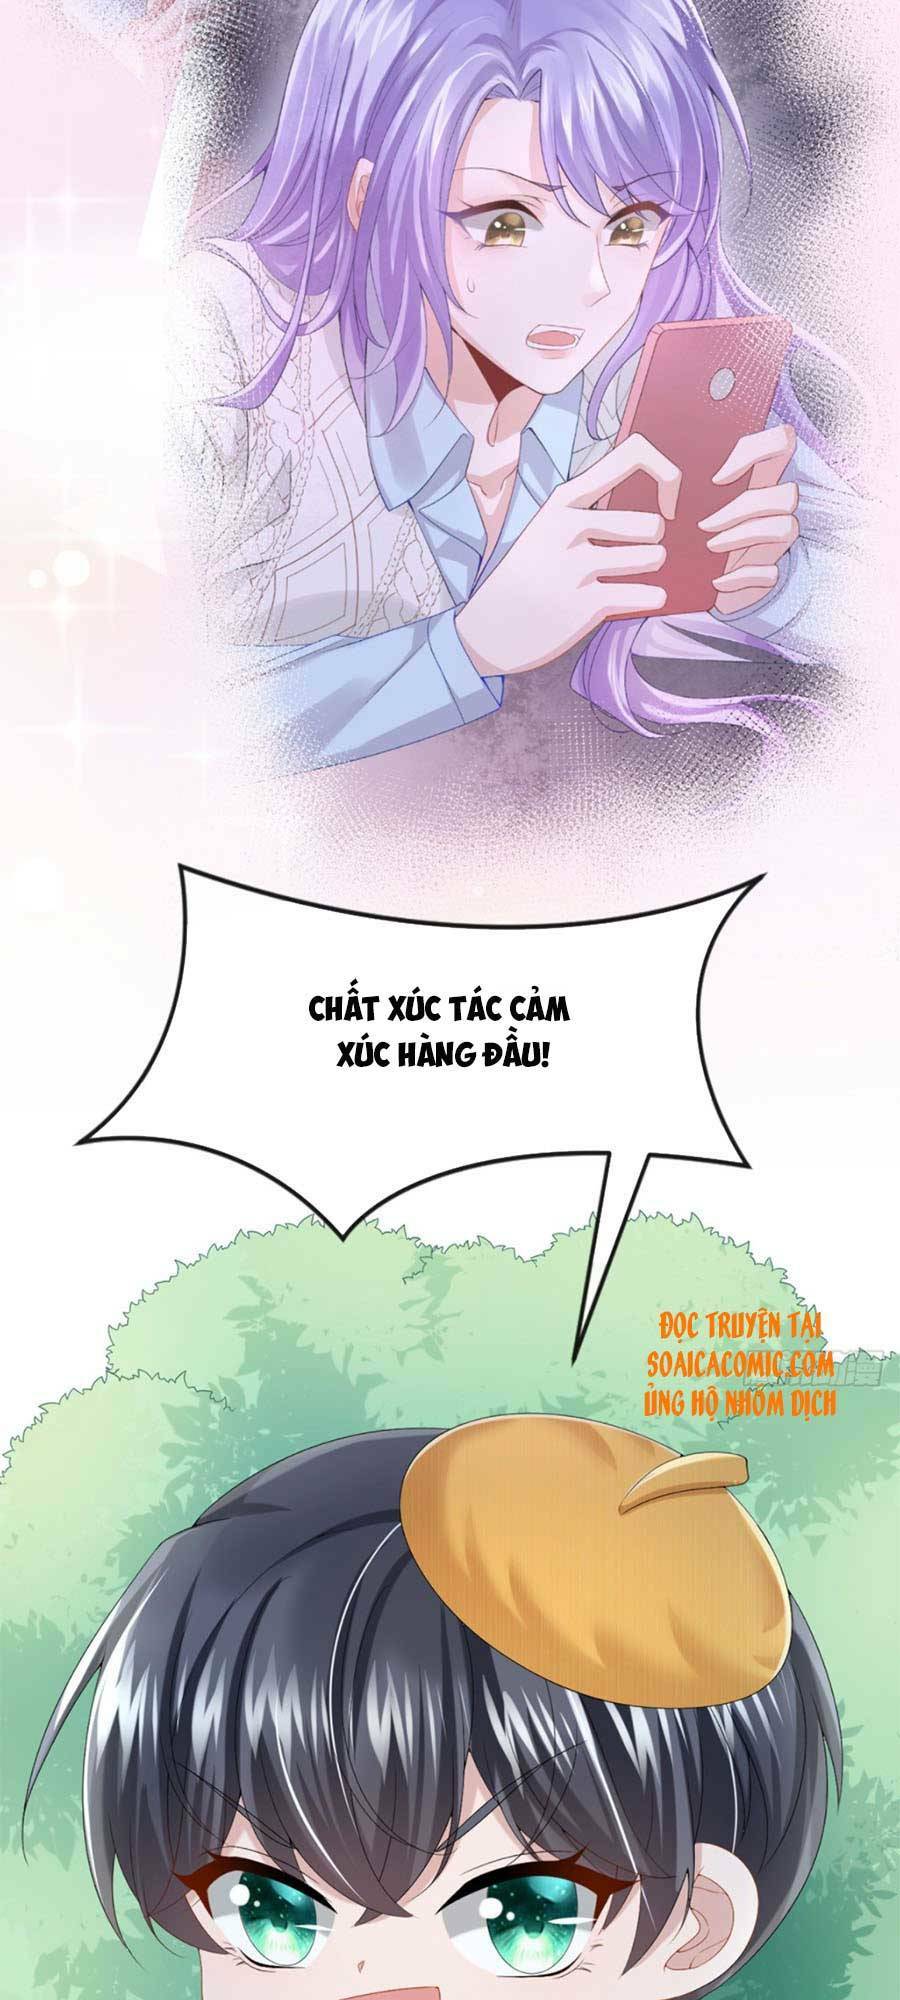 CHẤT XÚC TÁC CẢM
XÚC HÀNG ĐẦU!
ĐỌC TRUYỆN TẠI
SOAICACOMIC.COM
ỦNG HỘ NHÓM DỊCH